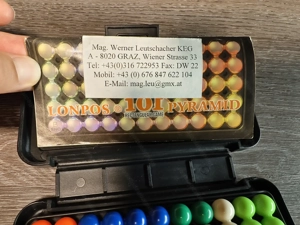 Mag. Werner Leutschacher KEG
A - 8020 GRAZ, Wiener Strasse 33
Tel: +43(0)316 722953 Fax: DW 22
Mobil: +43 (0) 676 847 622 104
E-Mail: mag.leu@gmx.at
LONPOS 101 PYRAMID